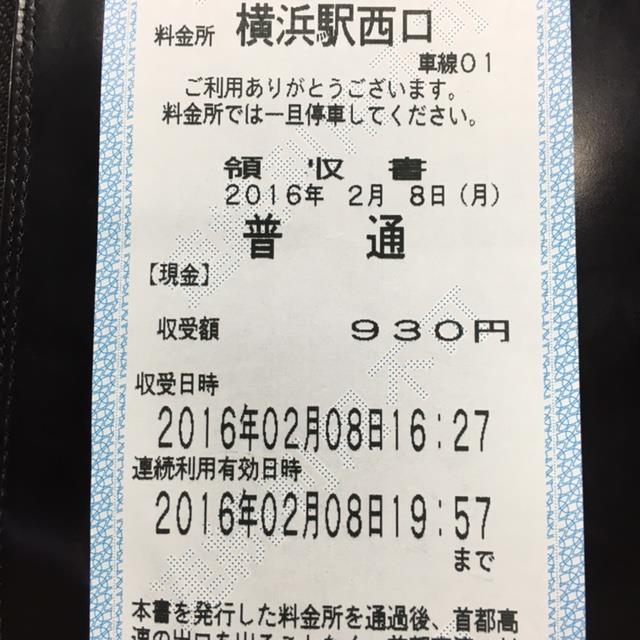 料金所 横浜駅西口
車線01
ご利用ありがとうございます。
料金所では一旦停車してください。
領収書
2016年 2月 8日(月)
普通
【現金】
収受額 930円
収受日時
2016年02月08日16:27
連続利用有効日時
2016年02月08日19:57
まで
本書を発行した料金所を通過後、首都高